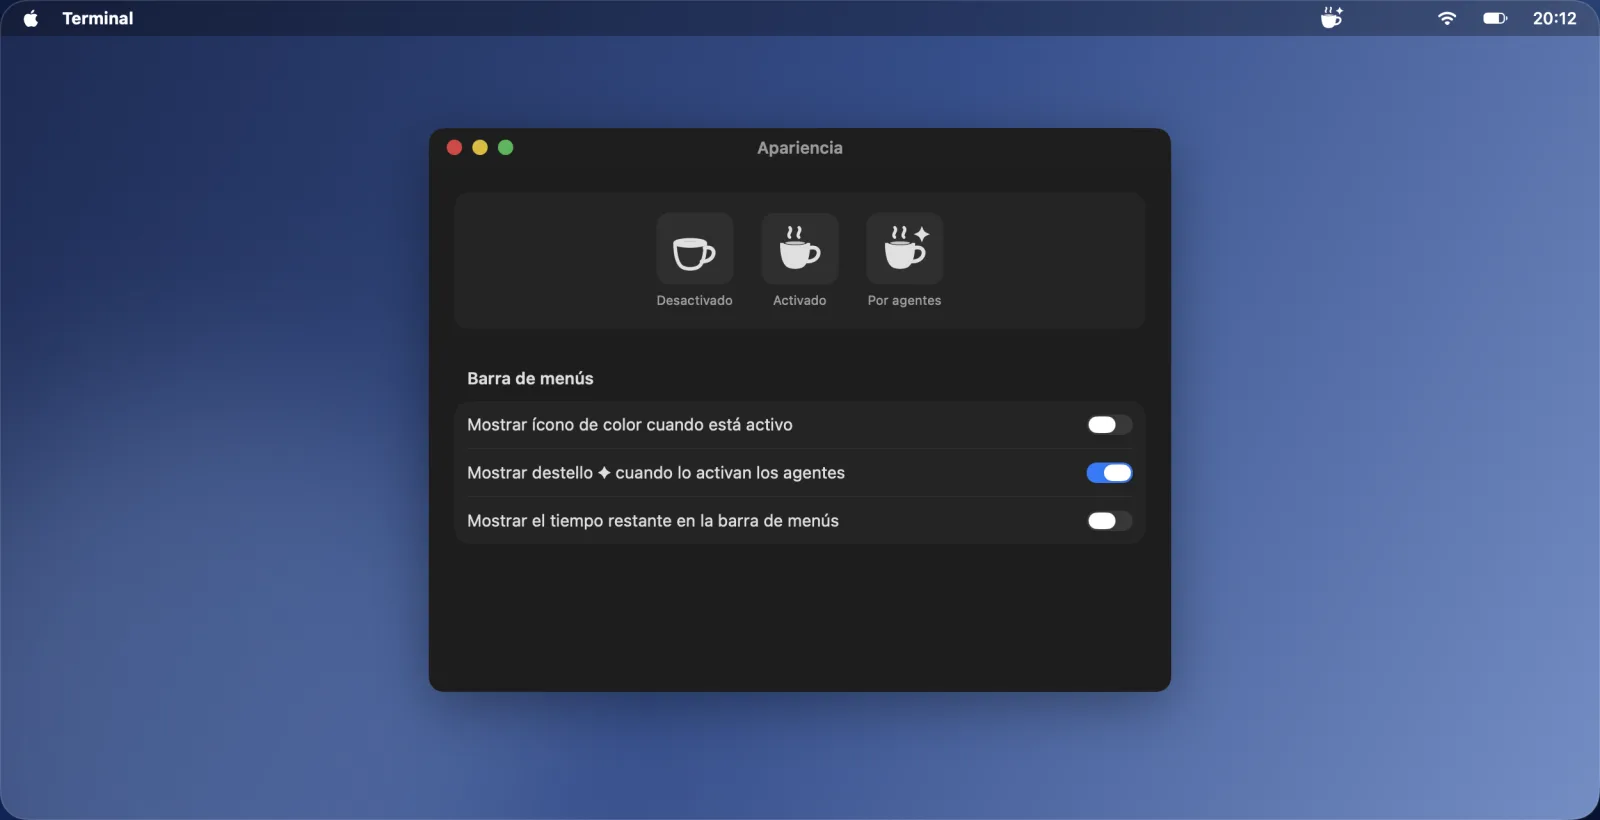 Terminal
20:12
Apariencia
Desactivado
Activado
Por agentes
Barra de menús
Mostrar ícono de color cuando está activo
Mostrar destello ✦ cuando lo activan los agentes
Mostrar el tiempo restante en la barra de menús